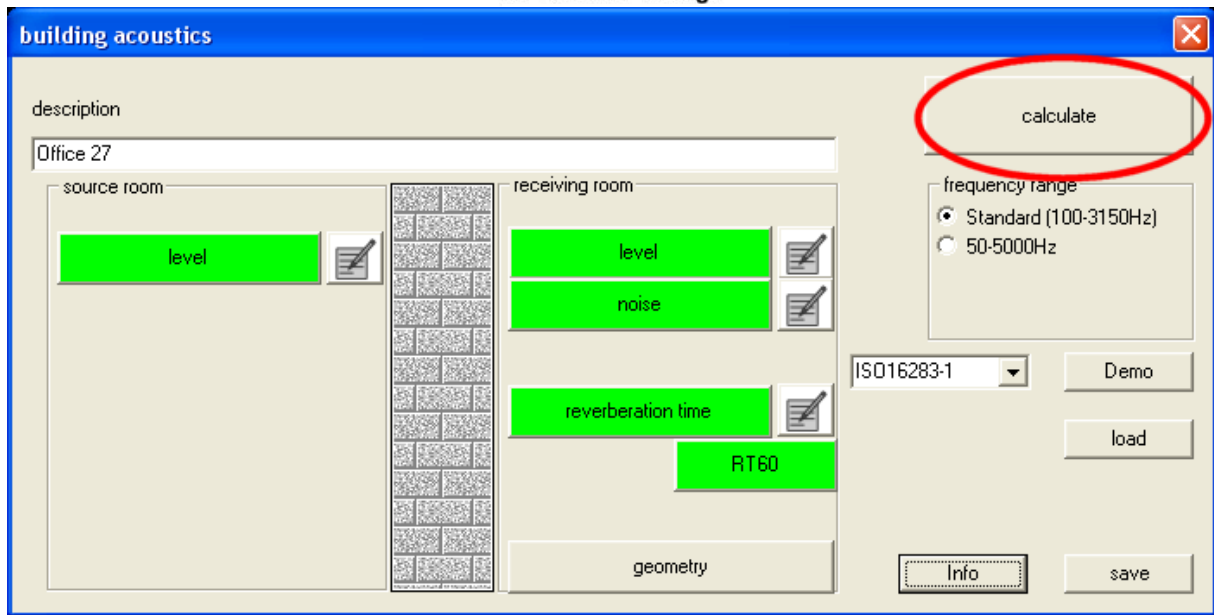 building acoustics
description
calculate
Office 27
source room
receiving room
frequency range
Standard (100-3150Hz)
50-5000Hz
level
level
noise
ISO16283-1
Demo
reverberation time
load
RT60
geometry
Info
save